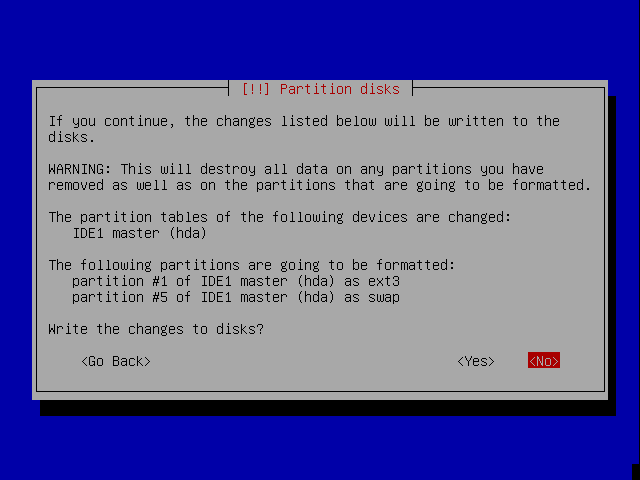 [!!] Partition disks
If you continue, the changes listed below will be written to the
disks.
WARNING: This will destroy all data on any partitions you have
removed as well as on the partitions that are going to be formatted.
The partition tables of the following devices are changed:
IDE1 master (hda)
The following partitions are going to be formatted:
partition #1 of IDE1 master (hda) as ext3
partition #5 of IDE1 master (hda) as swap
Write the changes to disks?
<Go Back> <Yes> <No>